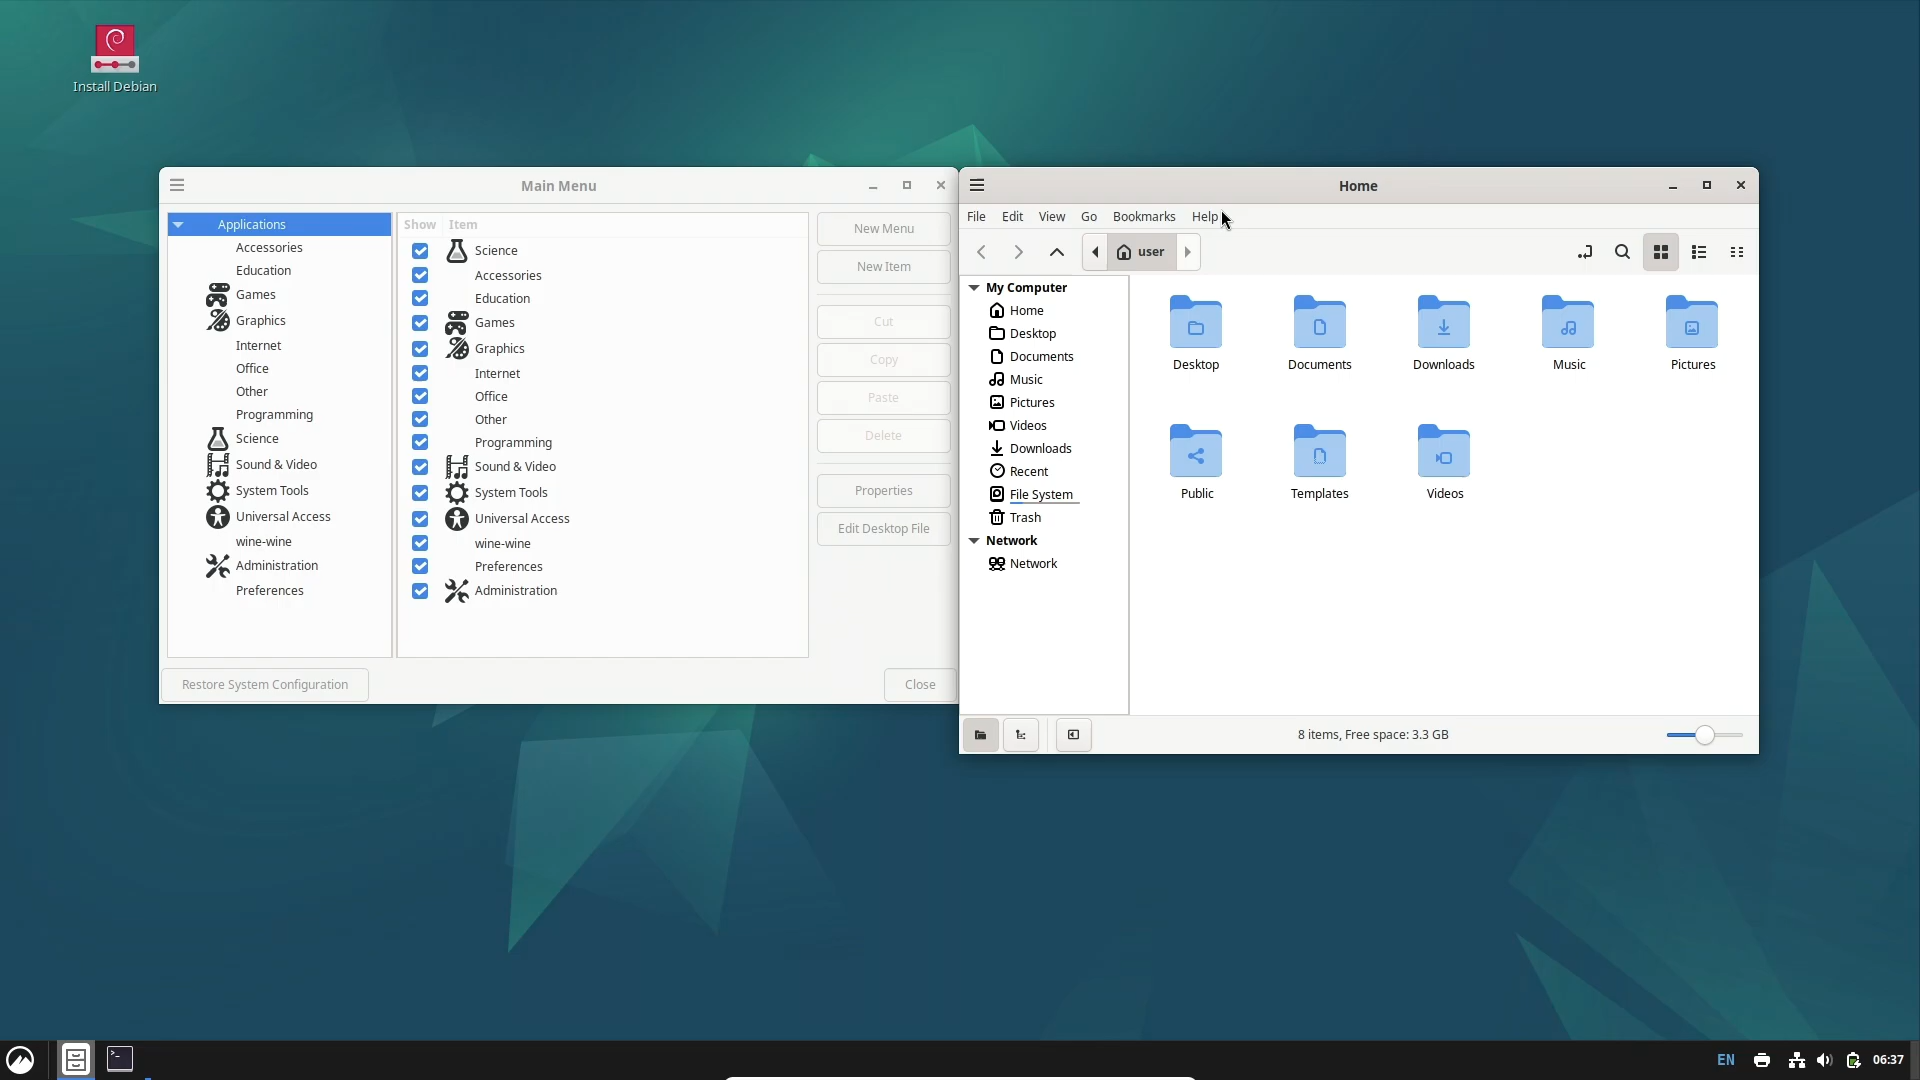 Install Debian
Main Menu
Applications
Accessories
Education
Games
Graphics
Internet
Office
Other
Programming
Science
Sound & Video
System Tools
Universal Access
wine-wine
Administration
Preferences
Show Item
Science
Accessories
Education
Games
Graphics
Internet
Office
Other
Programming
Sound & Video
System Tools
Universal Access
wine-wine
Preferences
Administration
New Menu
New Item
Cut
Copy
Paste
Delete
Properties
Edit Desktop File
Restore System Configuration
Close
Home
File Edit View Go Bookmarks Help
user
My Computer
Home
Desktop
Documents
Music
Pictures
Videos
Downloads
Recent
File System
Trash
Network
Network
Desktop Documents Downloads Music Pictures
Public Templates Videos
8 items, Free space: 3.3 GB
EN 06:37